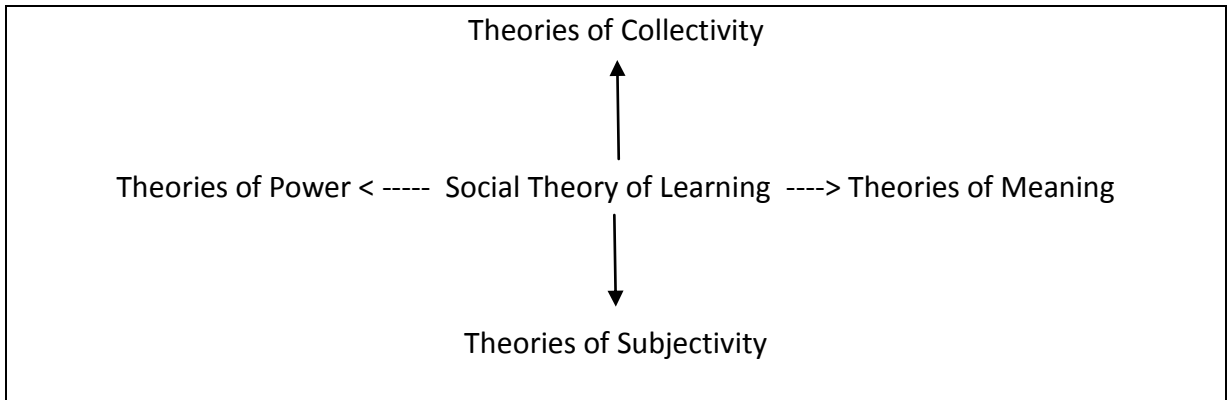 Theories of Collectivity
Theories of Power < ----- Social Theory of Learning ----> Theories of Meaning
Theories of Subjectivity